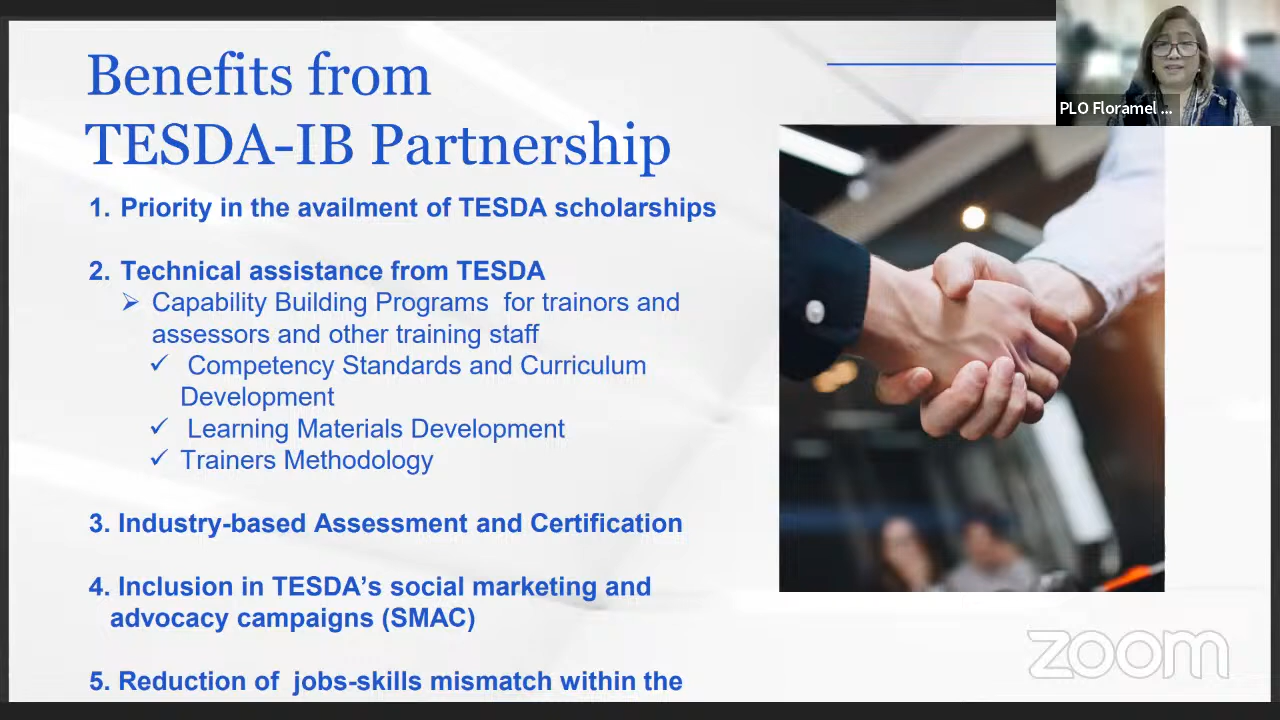 Benefits from
TESDA-IB Partnership
1. Priority in the availment of TESDA scholarships
2. Technical assistance from TESDA
➢ Capability Building Programs for trainors and
assessors and other training staff
✓ Competency Standards and Curriculum
Development
✓ Learning Materials Development
✓ Trainers Methodology
3. Industry-based Assessment and Certification
4. Inclusion in TESDA’s social marketing and
advocacy campaigns (SMAC)
5. Reduction of jobs-skills mismatch within the
PLO Floramel ...
zoom